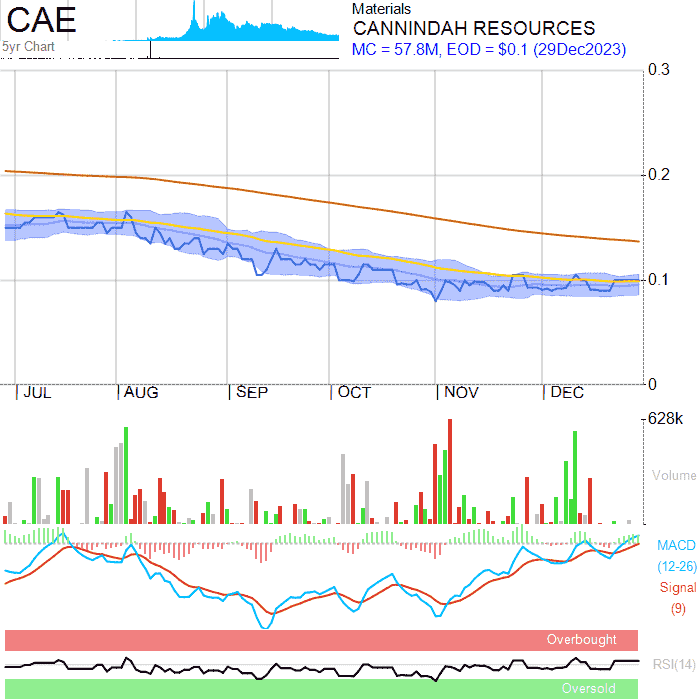 CAE
5yr Chart
Materials
CANNINDAH RESOURCES
MC = 57.8M, EOD = $0.1 (29Dec2023)
0.3
0.2
0.1
0
JUL AUG SEP OCT NOV DEC
628k
Volume
MACD
(12-26)
Signal
(9)
Overbought
RSI(14)
Oversold